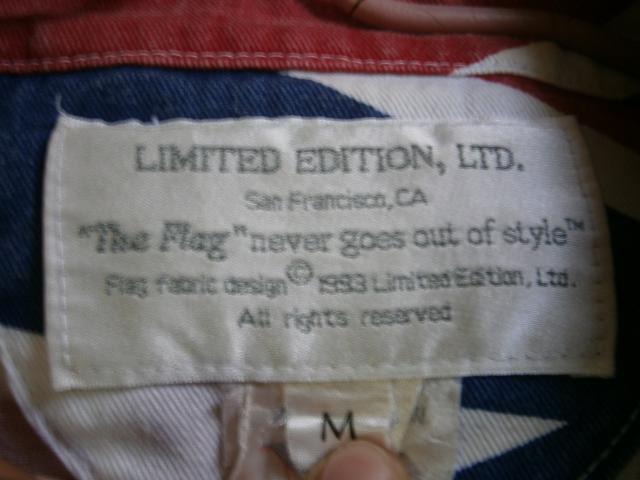 LIMITED EDITION, LTD.
San Francisco, CA
"The Flag" never goes out of style™
Flag fabric design © 1993 Limited Edition, Ltd.
All rights reserved
M